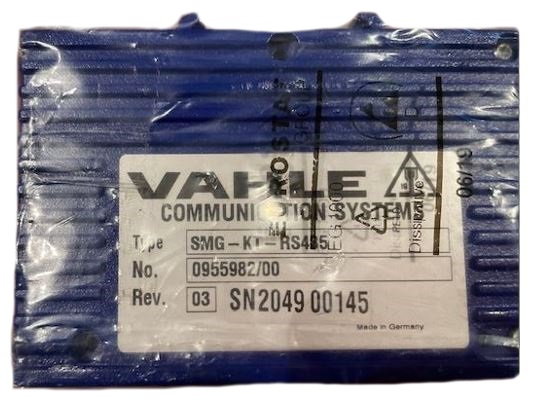 VAHLE
COMMUNICATION SYSTEMS
Type SMG-KT-RS485
No. 0955982/00
Rev. 03 SN2049 00145
Made in Germany
Dissipative
06/19